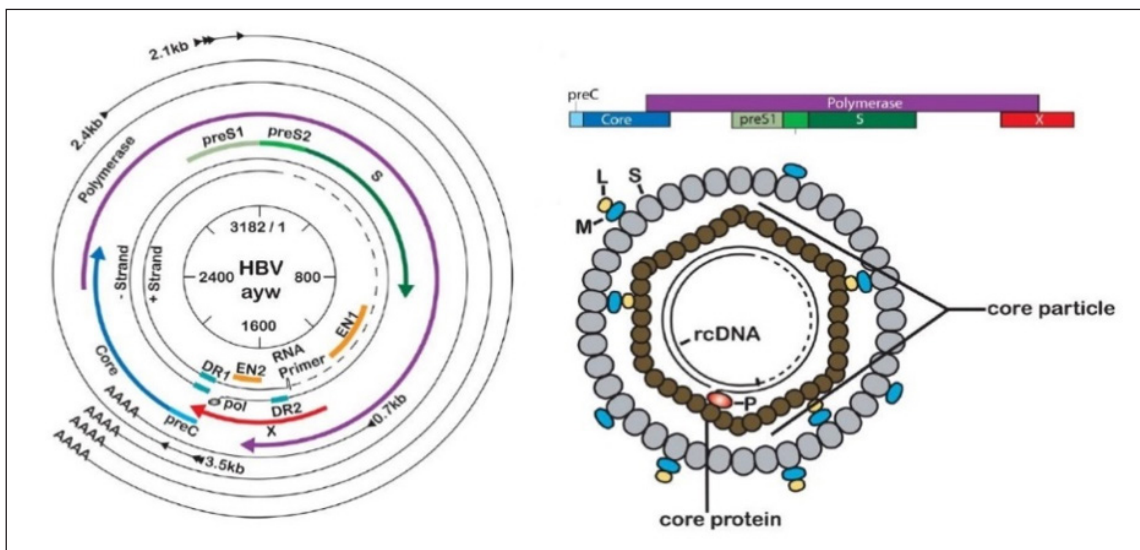 2.1kb
2.4kb
Polymerase
preS1
preS2
S
- Strand
+ Strand
3182 / 1
2400
HBV
ayw
800
1600
EN1
RNA
Primer
DR1
EN2
DR2
pol
X
Core
preC
0.7kb
3.5kb
AAAA
AAAA
AAAA
AAAA
preC
Polymerase
Core
preS1
S
X
L
S
M
rcDNA
P
core particle
core protein